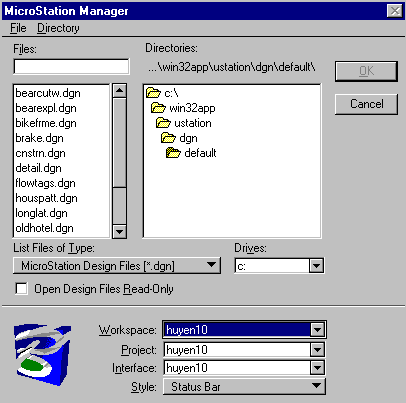 MicroStation Manager
File Directory
Files: Directories:
...\win32app\ustation\dgn\default\
OK
Cancel
bearcutw.dgn
bearexpl.dgn
bikefrme.dgn
brake.dgn
cnstrn.dgn
detail.dgn
flowtags.dgn
houspatt.dgn
longlat.dgn
oldhotel.dgn
c:\
win32app
ustation
dgn
default
List Files of Type: Drives:
MicroStation Design Files [*.dgn] c:
Open Design Files Read-Only
Workspace: huyen10
Project: huyen10
Interface: huyen10
Style: Status Bar